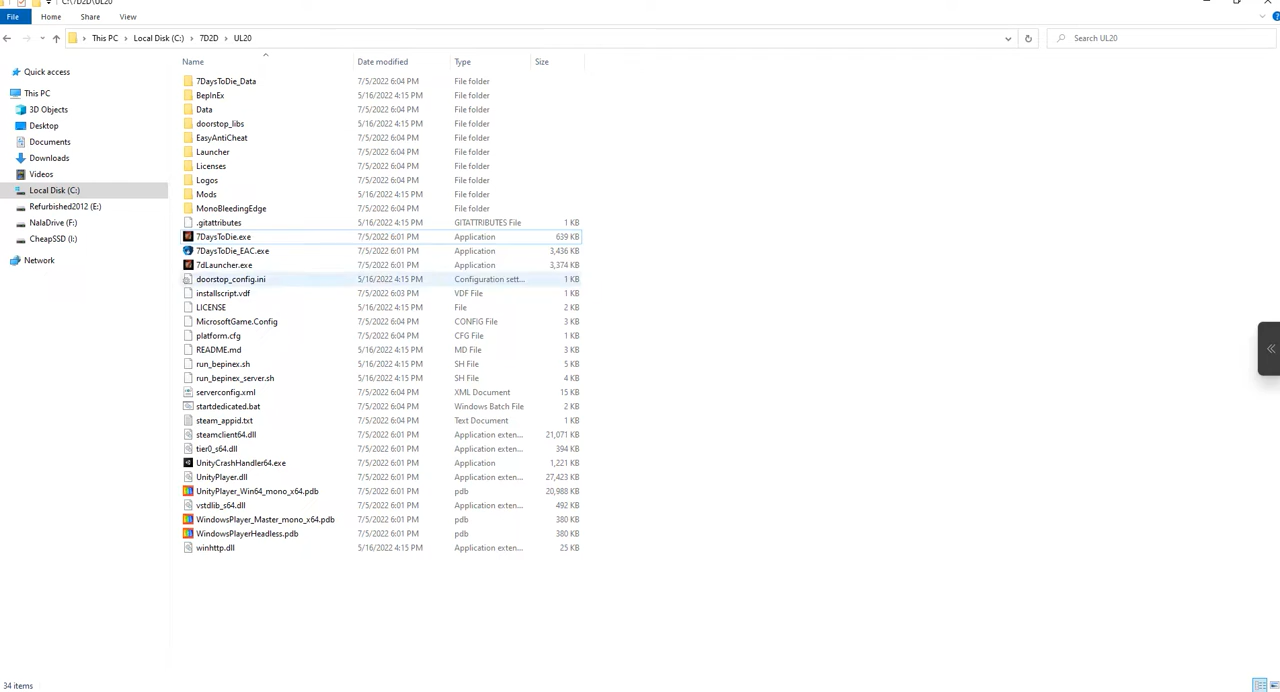 C:\7D2D\UL20
File Home Share View
This PC > Local Disk (C:) > 7D2D > UL20
Search UL20
Name Date modified Type Size
Quick access
This PC
3D Objects
Desktop
Documents
Downloads
Videos
Local Disk (C:)
Refurbished2012 (E:)
NalaDrive (F:)
CheapSSD (I:)
Network
7DaysToDie_Data 7/5/2022 6:04 PM File folder
BepInEx 5/16/2022 4:15 PM File folder
Data 7/5/2022 6:04 PM File folder
doorstop_libs 5/16/2022 4:15 PM File folder
EasyAntiCheat 7/5/2022 6:04 PM File folder
Launcher 7/5/2022 6:04 PM File folder
Licenses 7/5/2022 6:04 PM File folder
Logos 7/5/2022 6:04 PM File folder
Mods 7/5/2022 6:04 PM File folder
MonoBleedingEdge 7/5/2022 6:04 PM File folder
.gitattributes 5/16/2022 4:15 PM GITATTRIBUTES File 1 KB
7DaysToDie.exe 7/5/2022 6:01 PM Application 639 KB
7DaysToDie_EAC.exe 7/5/2022 6:01 PM Application 3,436 KB
7dLauncher.exe 7/5/2022 6:01 PM Application 3,374 KB
doorstop_config.ini 5/16/2022 4:15 PM Configuration sett... 1 KB
installscript.vdf 7/5/2022 6:03 PM VDF File 1 KB
LICENSE 5/16/2022 4:15 PM File 2 KB
MicrosoftGame.Config 7/5/2022 6:04 PM CONFIG File 3 KB
platform.cfg 7/5/2022 6:04 PM CFG File 1 KB
README.md 5/16/2022 4:15 PM MD File 3 KB
run_bepinex.sh 5/16/2022 4:15 PM SH File 5 KB
run_bepinex_server.sh 5/16/2022 4:15 PM SH File 4 KB
serverconfig.xml 7/5/2022 6:04 PM XML Document 15 KB
startdedicated.bat 7/5/2022 6:04 PM Windows Batch File 2 KB
steam_appid.txt 7/5/2022 6:04 PM Text Document 1 KB
steamclient64.dll 7/5/2022 6:01 PM Application exten... 21,071 KB
tier0_s64.dll 7/5/2022 6:01 PM Application exten... 394 KB
UnityCrashHandler64.exe 7/5/2022 6:01 PM Application 1,221 KB
UnityPlayer.dll 7/5/2022 6:01 PM Application exten... 27,423 KB
UnityPlayer_Win64_mono_x64.pdb 7/5/2022 6:01 PM pdb 20,988 KB
vstdlib_s64.dll 7/5/2022 6:01 PM Application exten... 492 KB
WindowsPlayer_Master_mono_x64.pdb 7/5/2022 6:01 PM pdb 380 KB
WindowsPlayerHeadless.pdb 7/5/2022 6:01 PM pdb 380 KB
winhttp.dll 5/16/2022 4:15 PM Application exten... 25 KB
34 items